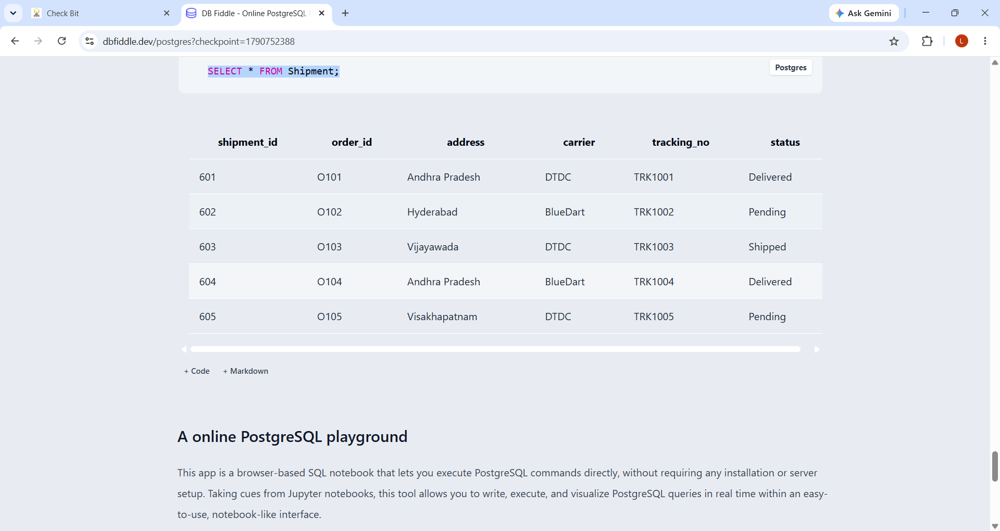 Check Bit
DB Fiddle - Online PostgreSQL
Ask Gemini
dbfiddle.dev/postgres?checkpoint=1790752388
L
SELECT * FROM Shipment;
Postgres
shipment_id order_id address carrier tracking_no status
601 O101 Andhra Pradesh DTDC TRK1001 Delivered
602 O102 Hyderabad BlueDart TRK1002 Pending
603 O103 Vijayawada DTDC TRK1003 Shipped
604 O104 Andhra Pradesh BlueDart TRK1004 Delivered
605 O105 Visakhapatnam DTDC TRK1005 Pending
+ Code + Markdown
A online PostgreSQL playground
This app is a browser-based SQL notebook that lets you execute PostgreSQL commands directly, without requiring any installation or server
setup. Taking cues from Jupyter notebooks, this tool allows you to write, execute, and visualize PostgreSQL queries in real time within an easy-
to-use, notebook-like interface.